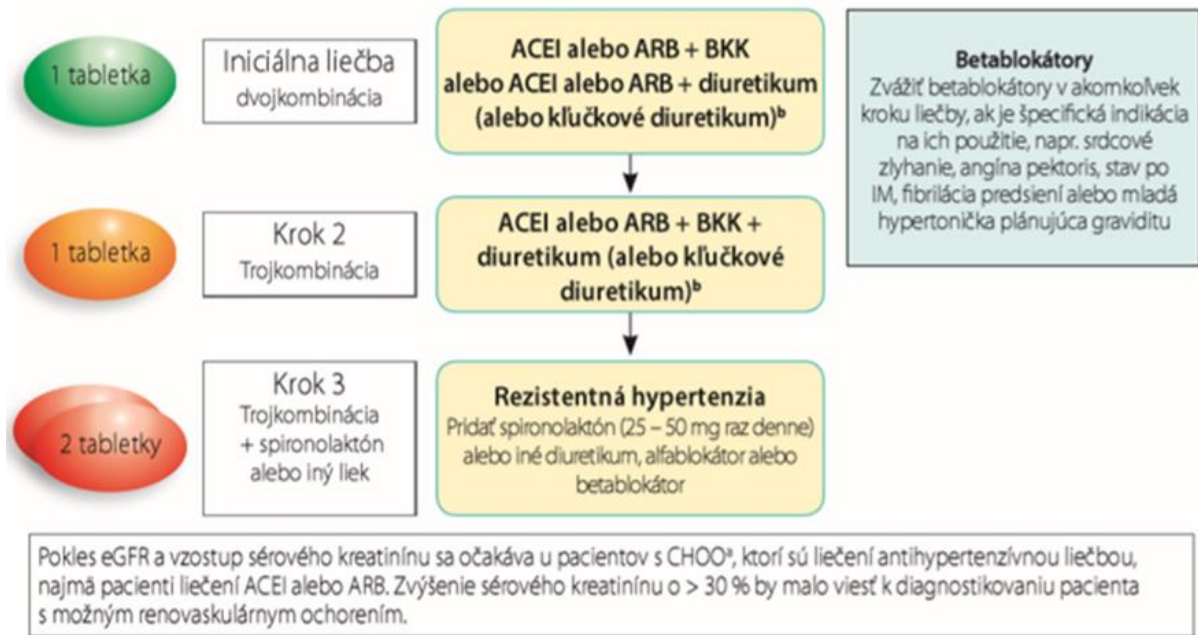 1 tabletka
Iniciálna liečba
dvojkombinácia
ACEI alebo ARB + BKK
alebo ACEI alebo ARB + diuretikum
(alebo kľučkové diuretikum)ᵇ
Betablokátory
Zvážiť betablokátory v akomkoľvek
kroku liečby, ak je špecifická indikácia
na ich použitie, napr. srdcové
zlyhanie, angína pektoris, stav po
IM, fibrilácia predsiení alebo mladá
hypertonička plánujúca graviditu
1 tabletka
Krok 2
Trojkombinácia
ACEI alebo ARB + BKK +
diuretikum (alebo kľučkové
diuretikum)ᵇ
2 tabletky
Krok 3
Trojkombinácia
+ spironolaktón
alebo iný liek
Rezistentná hypertenzia
Pridať spironolaktón (25 – 50 mg raz denne)
alebo iné diuretikum, alfablokátor alebo
betablokátor
Pokles eGFR a vzostup sérového kreatinínu sa očakáva u pacientov s CHOOᵃ, ktorí sú liečení antihypertenzívnou liečbou,
najmä pacienti liečení ACEI alebo ARB. Zvýšenie sérového kreatinínu o > 30 % by malo viesť k diagnostikovaniu pacienta
s možným renovaskulárnym ochorením.